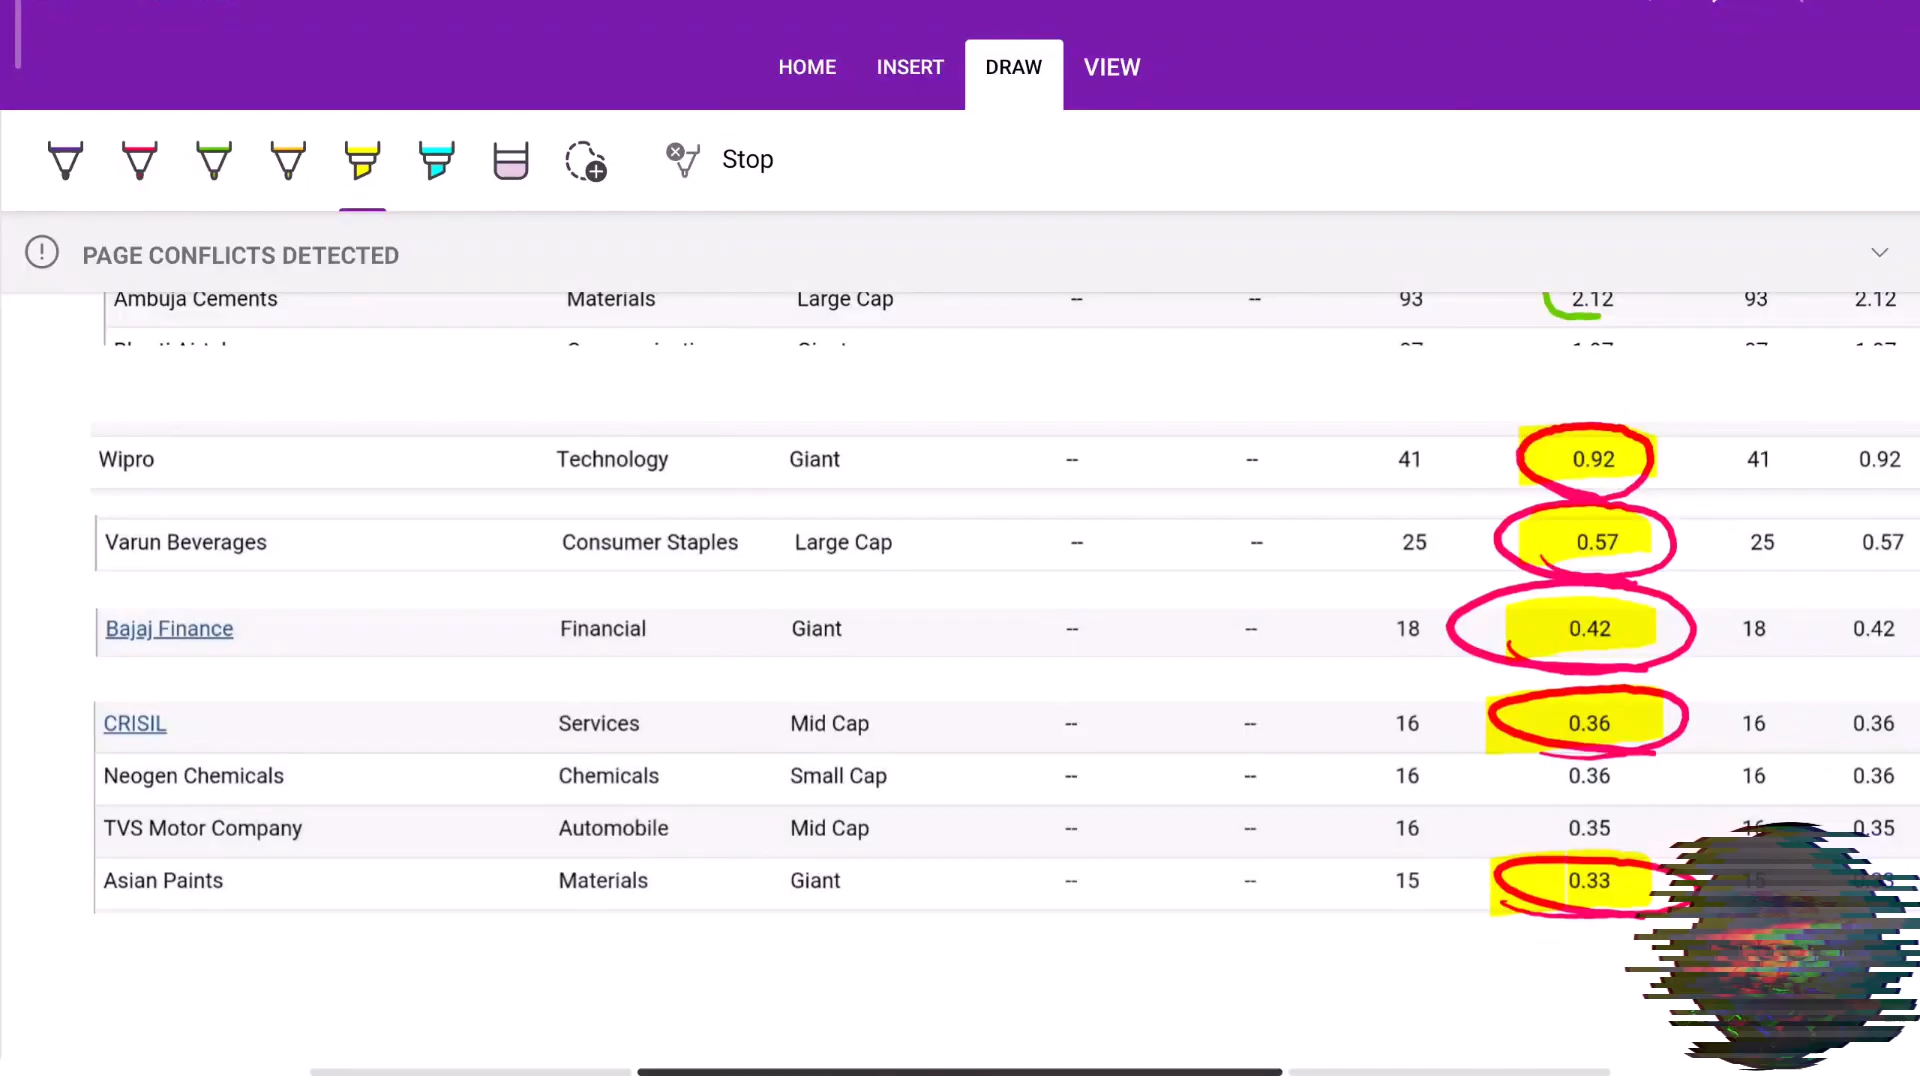 HOME INSERT DRAW VIEW
Stop
PAGE CONFLICTS DETECTED
Ambuja Cements Materials Large Cap -- -- 93 2.12 93 2.12
Wipro Technology Giant -- -- 41 0.92 41 0.92
Varun Beverages Consumer Staples Large Cap -- -- 25 0.57 25 0.57
Bajaj Finance Financial Giant -- -- 18 0.42 18 0.42
CRISIL Services Mid Cap -- -- 16 0.36 16 0.36
Neogen Chemicals Chemicals Small Cap -- -- 16 0.36 16 0.36
TVS Motor Company Automobile Mid Cap -- -- 16 0.35 0.35
Asian Paints Materials Giant -- -- 15 0.33